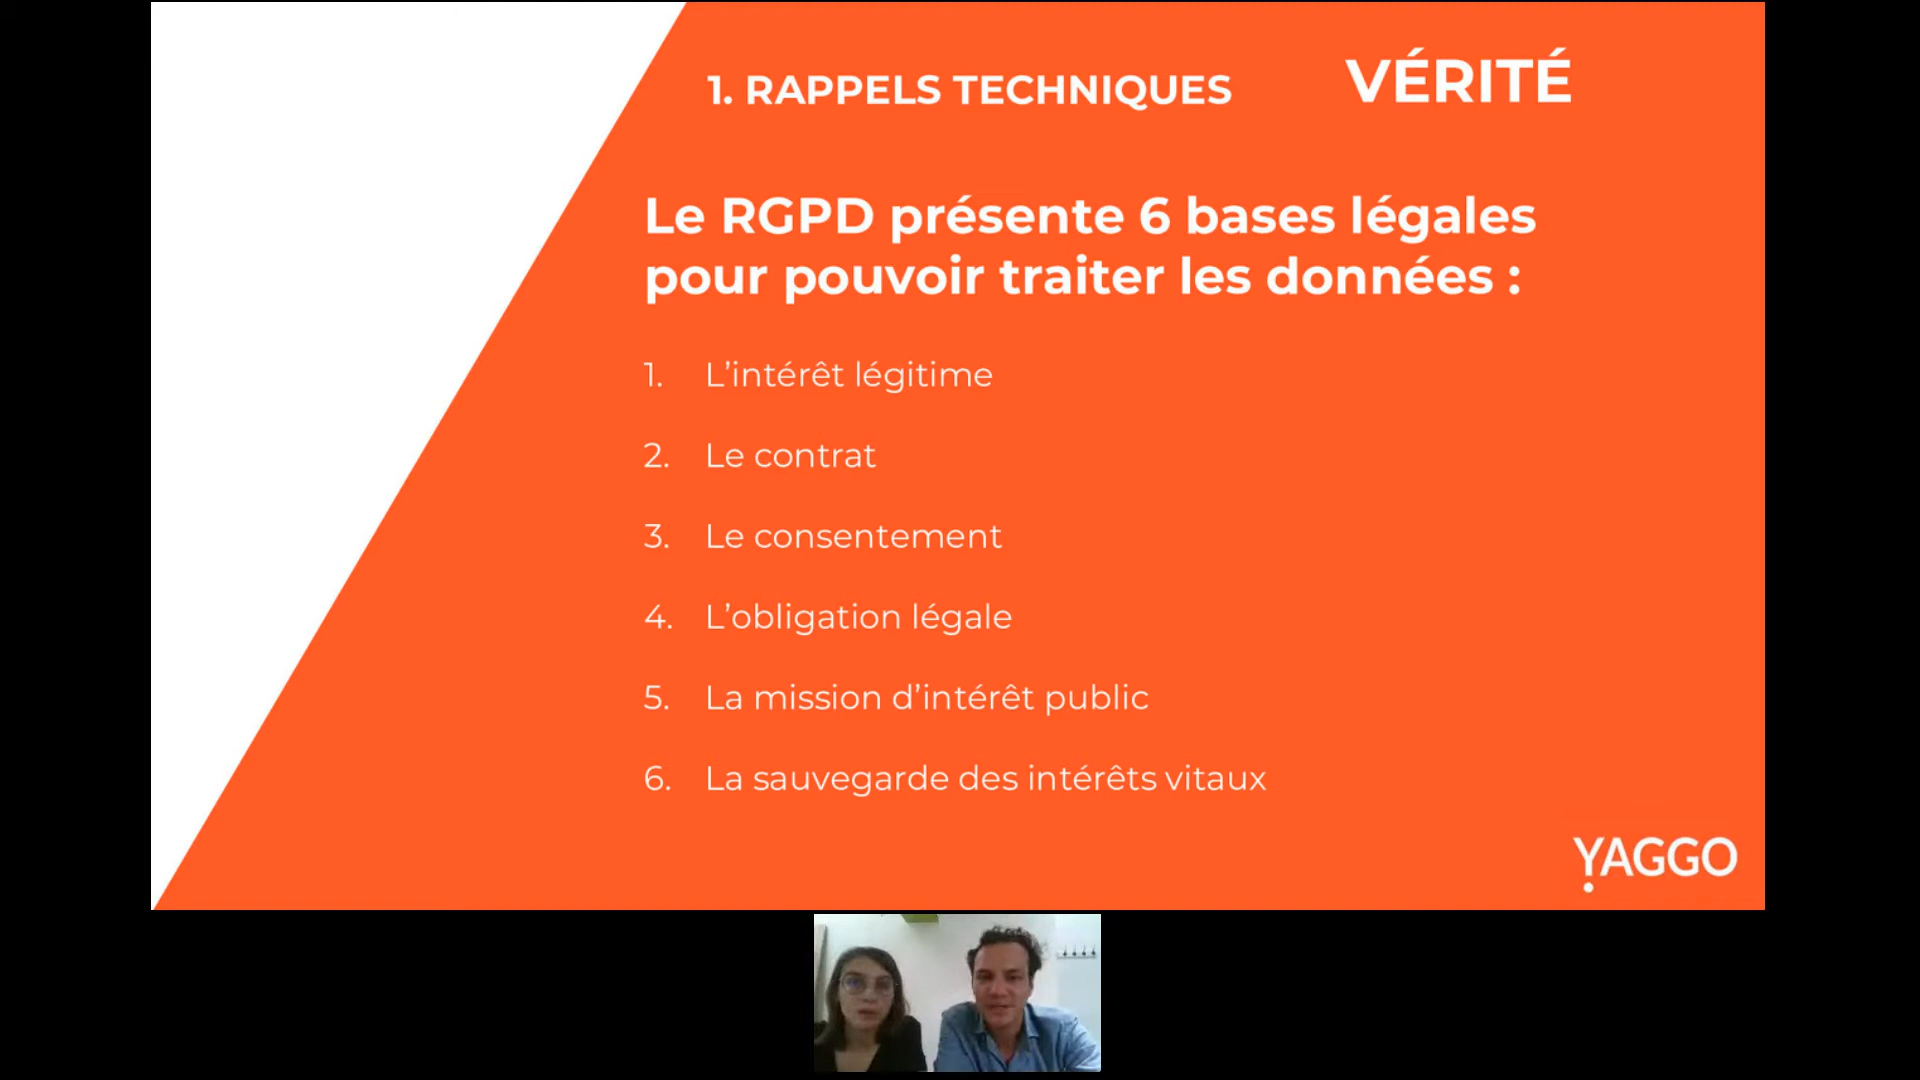 1. RAPPELS TECHNIQUES
VÉRITÉ
Le RGPD présente 6 bases légales
pour pouvoir traiter les données :
1. L’intérêt légitime
2. Le contrat
3. Le consentement
4. L’obligation légale
5. La mission d’intérêt public
6. La sauvegarde des intérêts vitaux
YAGGO